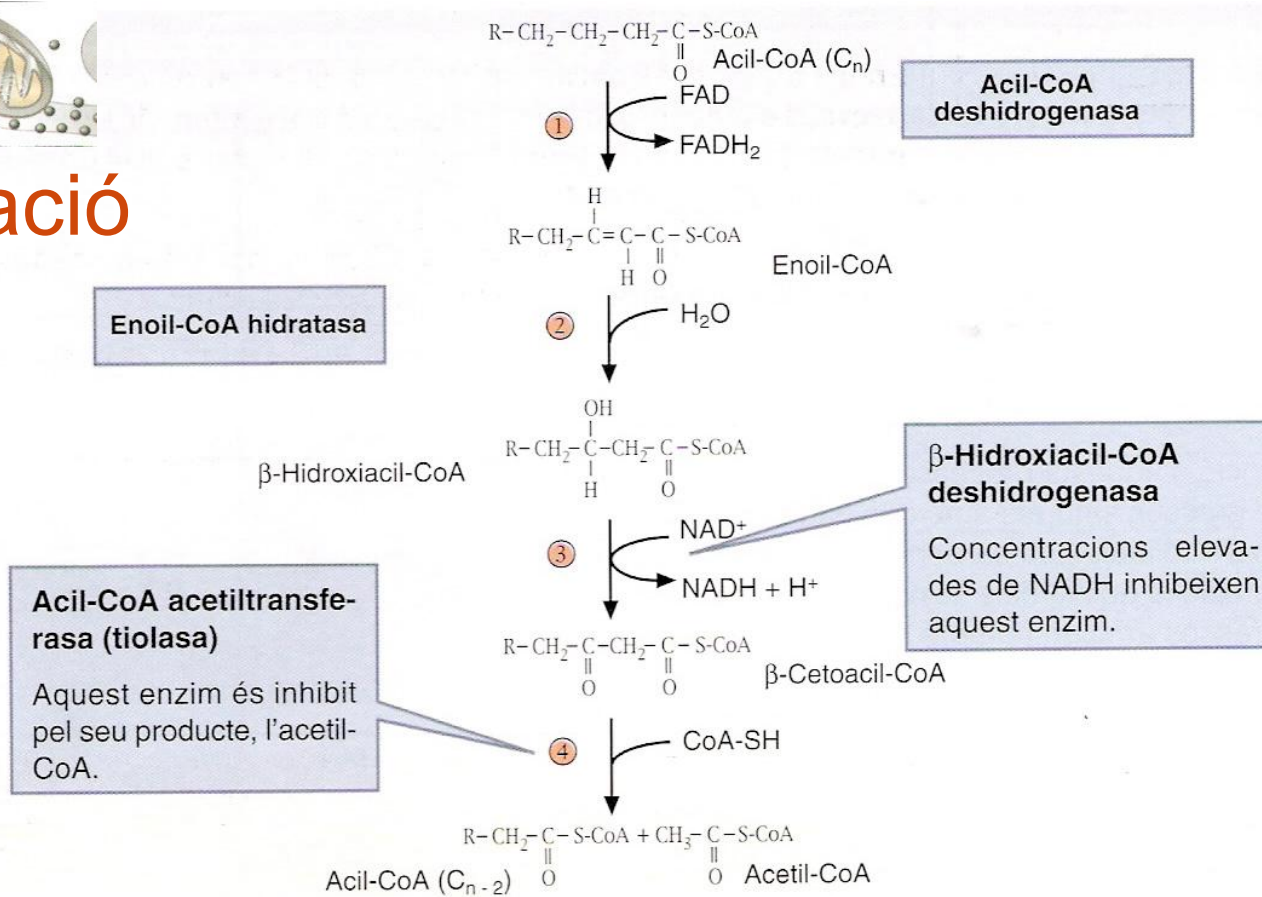 R-CH₂-CH₂-CH₂-C-S-CoA
O
Acil-CoA (Cₙ)
Acil-CoA
deshidrogenasa
FAD
1
FADH₂
ació
H
R-CH₂-C=C-C-S-CoA
H O
Enoil-CoA
Enoil-CoA hidratasa
2
H₂O
OH
R-CH₂-C-CH₂-C-S-CoA
H O
β-Hidroxiacil-CoA
β-Hidroxiacil-CoA
deshidrogenasa
Concentracions eleva-
des de NADH inhibeixen
aquest enzim.
NAD⁺
3
NADH + H⁺
R-CH₂-C-CH₂-C-S-CoA
O O
β-Cetoacil-CoA
Acil-CoA acetiltransfe-
rasa (tiolasa)
Aquest enzim és inhibit
pel seu producte, l'acetil-
CoA.
4
CoA-SH
R-CH₂-C-S-CoA + CH₃-C-S-CoA
O O
Acil-CoA (Cₙ₋₂)
Acetil-CoA